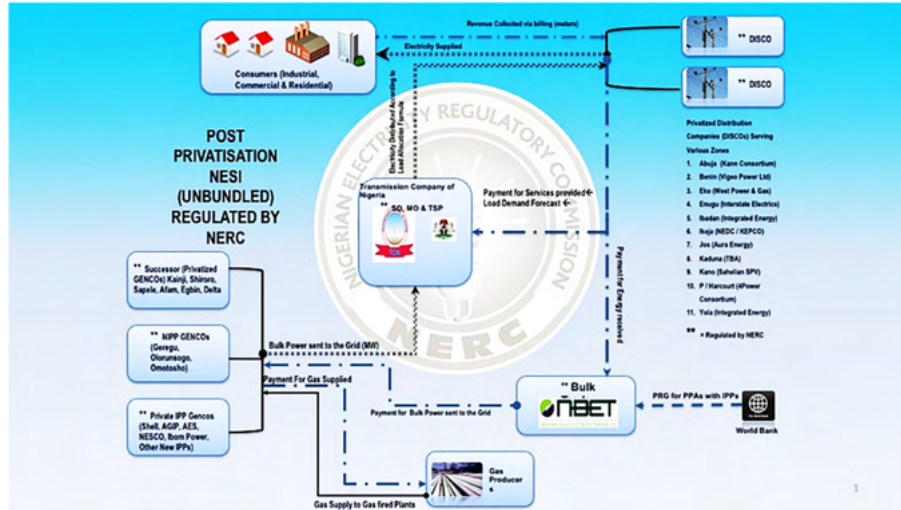 Revenue Collected via billing (meters)
Electricity Supplied
Consumers (Industrial,
Commercial & Residential)
** DISCO
** DISCO
Electricity Distributed According to
Load Allocation Formula
POST
PRIVATISATION
NESI
(UNBUNDLED)
REGULATED BY
NERC
NIGERIAN ELECTRICITY REGULATORY COMMISSION
NERC
Transmission Company of
Nigeria
** SO, MO & TSP
TCN
Payment for Services provided
Load Demand Forecast
Privatized Distribution
Companies (DISCOs) Serving
Various Zones
1. Abuja (Kann Consortium)
2. Benin (Vigeo Power Ltd)
3. Eko (West Power & Gas)
4. Enugu (Interstate Electrics)
5. Ibadan (Integrated Energy)
6. Ikeja (NEDC / KEPCO)
7. Jos (Aura Energy)
8. Kaduna (TBA)
9. Kano (Sahelian SPV)
10. P / Harcourt (4Power
Consortium)
11. Yola (Integrated Energy)
** = Regulated by NERC
** Successor (Privatized
GENCOs) Kainji, Shiroro,
Sapele, Afam, Egbin, Delta
** NIPP GENCOs
(Geregu,
Olorunsogo,
Omotosho)
** Private IPP Gencos
(Shell, AGIP, AES,
NESCO, Ibom Power,
Other New IPPs)
Bulk Power sent to the Grid (MW)
Payment For Gas Supplied
Payment for Bulk Power sent to the Grid
Payment for Energy received
** Bulk
NBET
PRG for PPAs with IPPs
World Bank
Gas
Producer
s
Gas Supply to Gas fired Plants
1